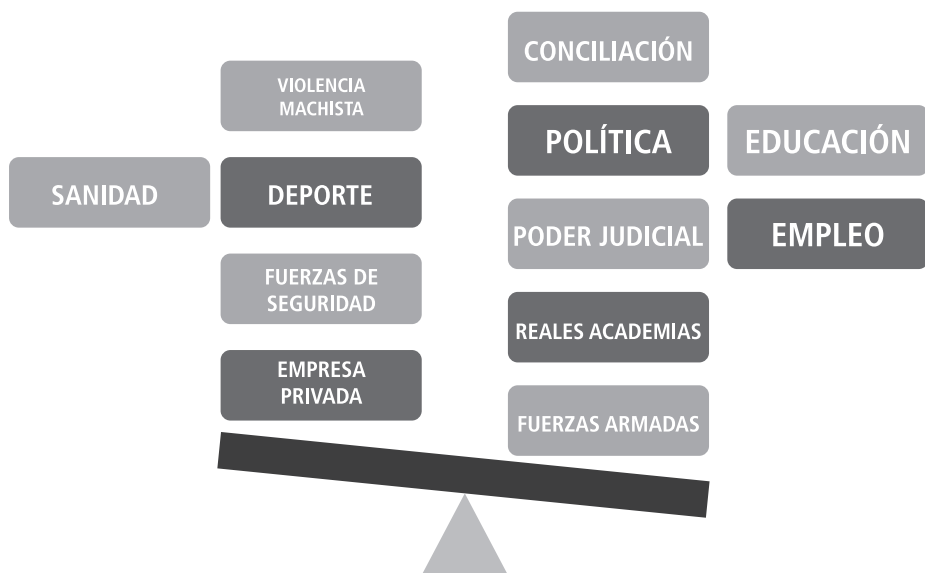 CONCILIACIÓN
VIOLENCIA
MACHISTA
POLÍTICA
EDUCACIÓN
SANIDAD
DEPORTE
PODER JUDICIAL
EMPLEO
FUERZAS DE
SEGURIDAD
REALES ACADEMIAS
EMPRESA
PRIVADA
FUERZAS ARMADAS